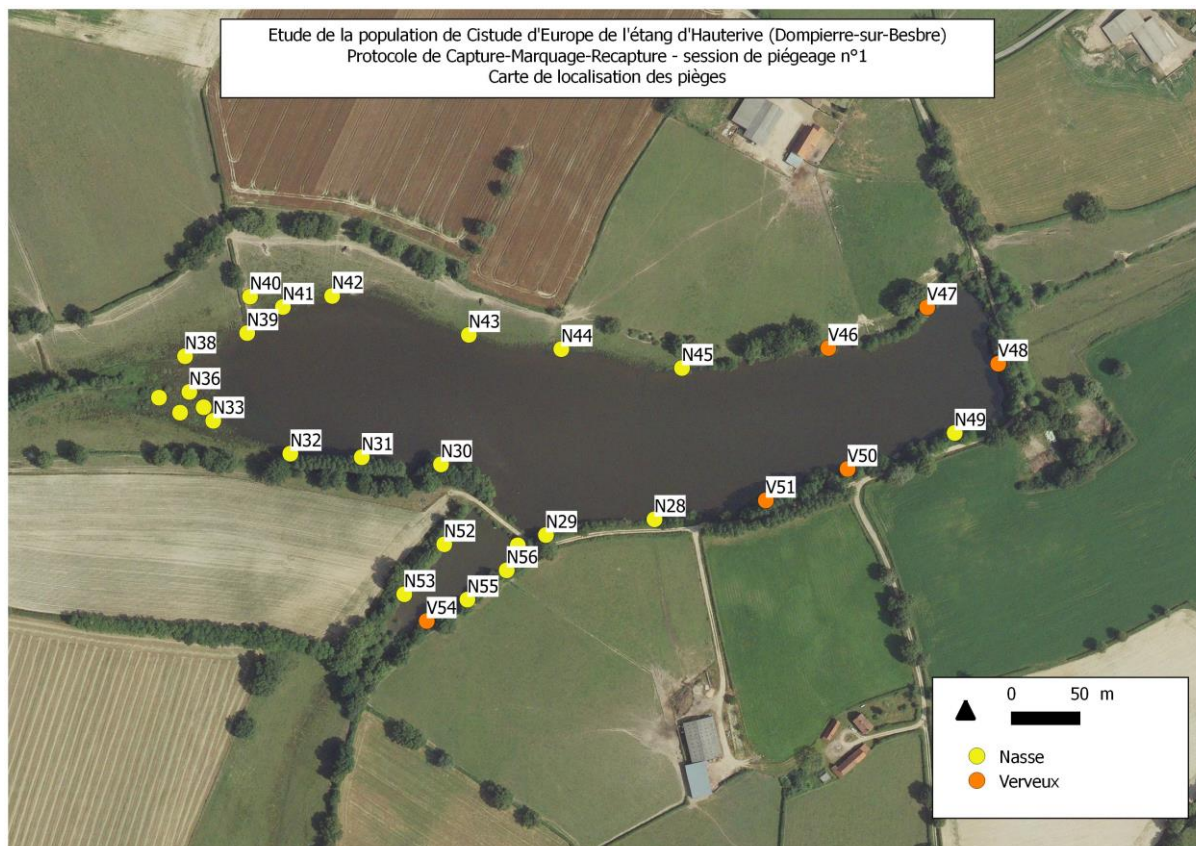 Etude de la population de Cistude d'Europe de l'étang d'Hauterive (Dompierre-sur-Besbre)
Protocole de Capture-Marquage-Recapture - session de piégeage n°1
Carte de localisation des pièges
N40
N42
N41
V47
N39
N43
V46
N44
N38
V48
N45
N36
N33
N49
N32
N31
N30
V50
V51
N28
N29
N52
N56
N53
N55
V54
0 50 m
Nasse
Verveux